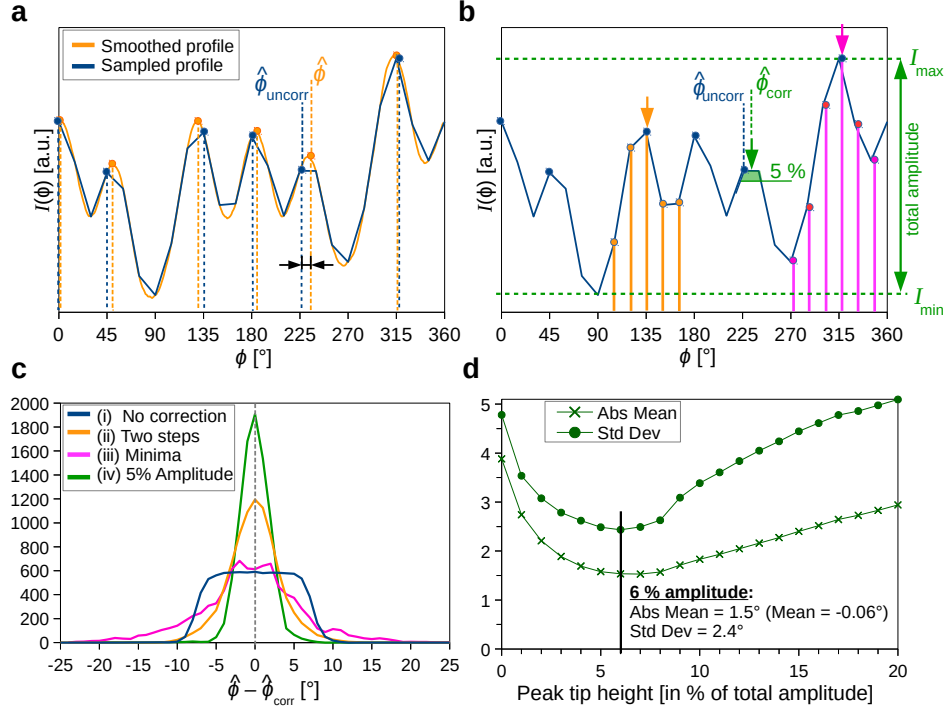 a
Smoothed profile
Sampled profile
I(ϕ) [a.u.]
ϕ̂uncorr
ϕ̂
0 45 90 135 180 225 270 315 360
ϕ [°]
b
I(ϕ) [a.u.]
ϕ̂uncorr
ϕ̂corr
5 %
Imax
total amplitude
Imin
0 45 90 135 180 225 270 315 360
ϕ [°]
c
(i) No correction
(ii) Two steps
(iii) Minima
(iv) 5% Amplitude
2000
1800
1600
1400
1200
1000
800
600
400
200
0
-25 -20 -15 -10 -5 0 5 10 15 20 25
ϕ̂ – ϕ̂corr [°]
d
Abs Mean
Std Dev
5
4
3
2
1
0
6 % amplitude:
Abs Mean = 1.5° (Mean = -0.06°)
Std Dev = 2.4°
0 5 10 15 20
Peak tip height [in % of total amplitude]